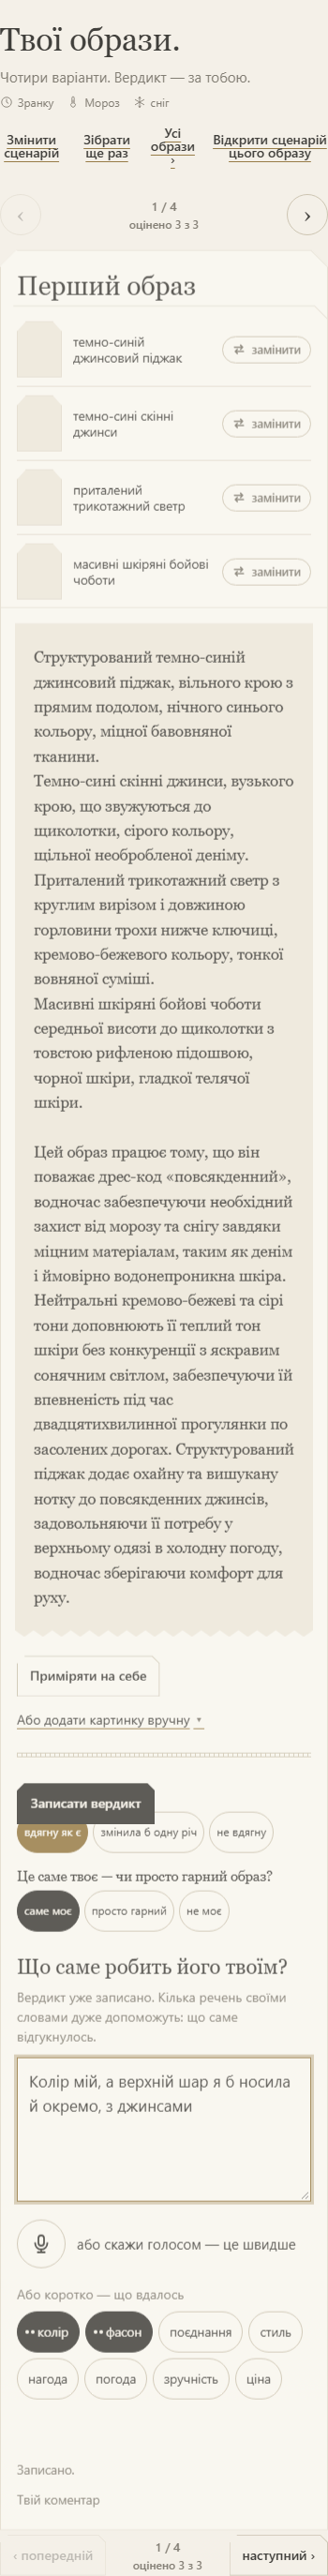 Твої образи.
Чотири варіанти. Вердикт — за тобою.
Зранку Мороз сніг
Змінити сценарій
Зібрати ще раз
Усі образи ›
Відкрити сценарій цього образу
‹
1 / 4
оцінено 3 з 3
›
Перший образ
темно-синій
джинсовий піджак
замінити
темно-сині скінні
джинси
замінити
приталений
трикотажний светр
замінити
масивні шкіряні бойові
чоботи
замінити
Структурований темно-синій
джинсовий піджак, вільного крою з
прямим подолом, нічного синього
кольору, міцної бавовняної
тканини.
Темно-сині скінні джинси, вузького
крою, що звужуються до
щиколотки, сірого кольору,
щільної необробленої деніму.
Приталений трикотажний светр з
круглим вирізом і довжиною
горловини трохи нижче ключиці,
кремово-бежевого кольору, тонкої
вовняної суміші.
Масивні шкіряні бойові чоботи
середньої висоти до щиколотки з
товстою рифленою підошвою,
чорної шкіри, гладкої телячої
шкіри.
Цей образ працює тому, що він
поважає дрес-код «повсякденний»,
водночас забезпечуючи необхідний
захист від морозу та снігу завдяки
міцним матеріалам, таким як денім
і ймовірно водонепроникна шкіра.
Нейтральні кремово-бежеві та сірі
тони доповнюють її теплий тон
шкіри без конкуренції з яскравим
сонячним світлом, забезпечуючи їй
впевненість під час
двадцятихвилинної прогулянки по
засолених дорогах. Структурований
піджак додає охайну та вишукану
нотку до повсякденних джинсів,
задовольняючи її потребу у
верхньому одязі в холодну погоду,
водночас зберігаючи комфорт для
руху.
Приміряти на себе
Або додати картинку вручну
Записати вердикт
вдягну як є змінила б одну річ не вдягну
Це саме твоє — чи просто гарний образ?
саме моє просто гарний не моє
Що саме робить його твоїм?
Вердикт уже записано. Кілька речень своїми
словами дуже допоможуть: що саме
відгукнулось.
Колір мій, а верхній шар я б носила
й окремо, з джинсами
або скажи голосом — це швидше
Або коротко — що вдалось
•• колір •• фасон поєднання стиль
нагода погода зручність ціна
Записано.
Твій коментар
‹ попередній
1 / 4
оцінено 3 з 3
наступний ›